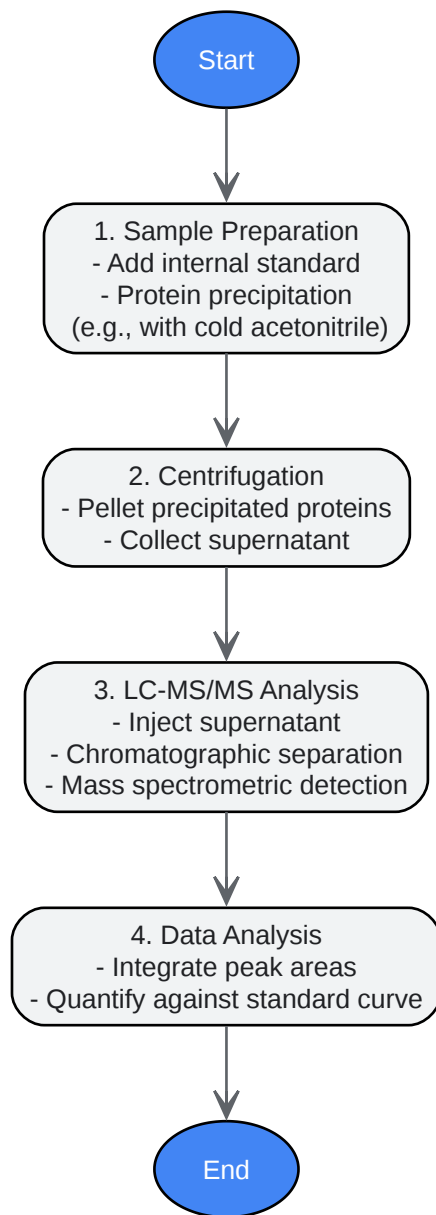 Start
1. Sample Preparation
- Add internal standard
- Protein precipitation
(e.g., with cold acetonitrile)
2. Centrifugation
- Pellet precipitated proteins
- Collect supernatant
3. LC-MS/MS Analysis
- Inject supernatant
- Chromatographic separation
- Mass spectrometric detection
4. Data Analysis
- Integrate peak areas
- Quantify against standard curve
End